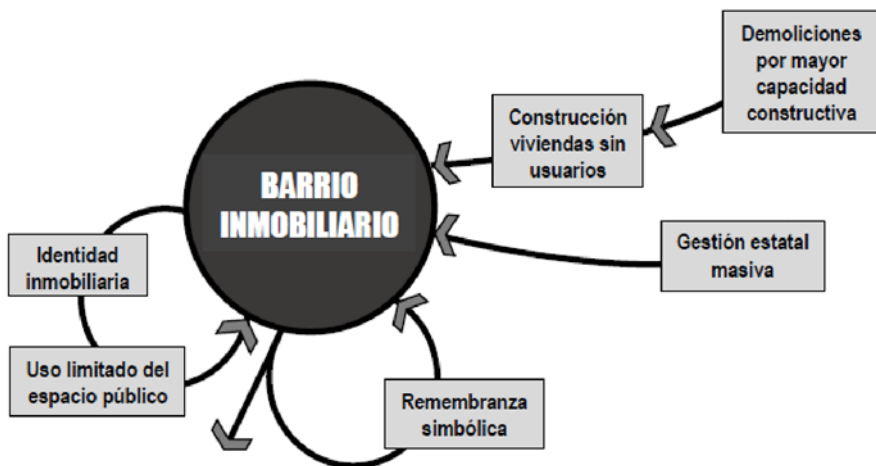 Demoliciones
por mayor
capacidad
constructiva
Construcción
viviendas sin
usuarios
BARRIO
INMOBILIARIO
Gestión estatal
masiva
Identidad
inmobiliaria
Uso limitado del
espacio público
Remembranza
simbólica